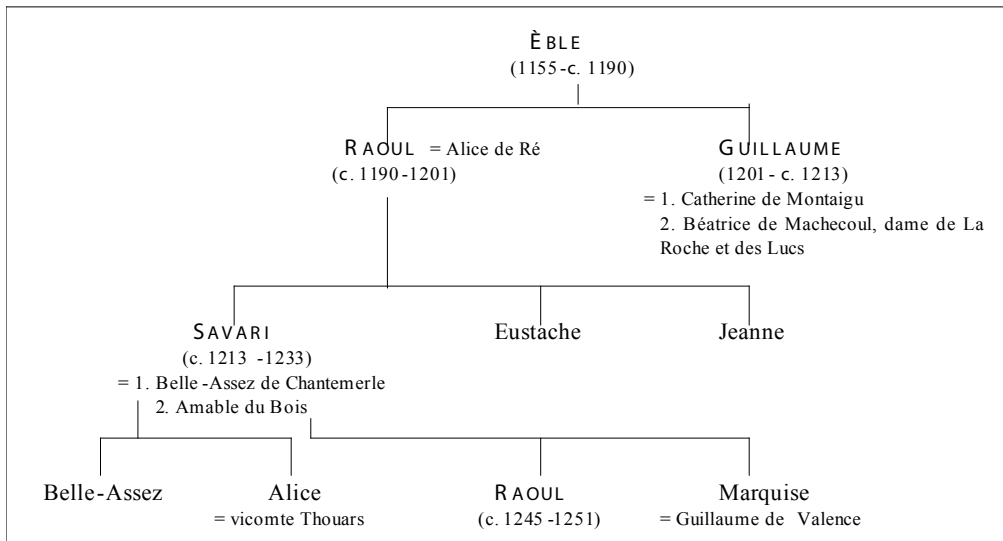 ÈBLE
(1155-c. 1190)
RAOUL = Alice de Ré
(c. 1190-1201)
GUILLAUME
(1201- c. 1213)
= 1. Catherine de Montaigu
2. Béatrice de Machecoul, dame de La
Roche et des Lucs
SAVARI
(c. 1213 -1233)
= 1. Belle-Assez de Chantemerle
2. Amable du Bois
Eustache
Jeanne
Belle-Assez
Alice
= vicomte Thouars
RAOUL
(c. 1245-1251)
Marquise
= Guillaume de Valence